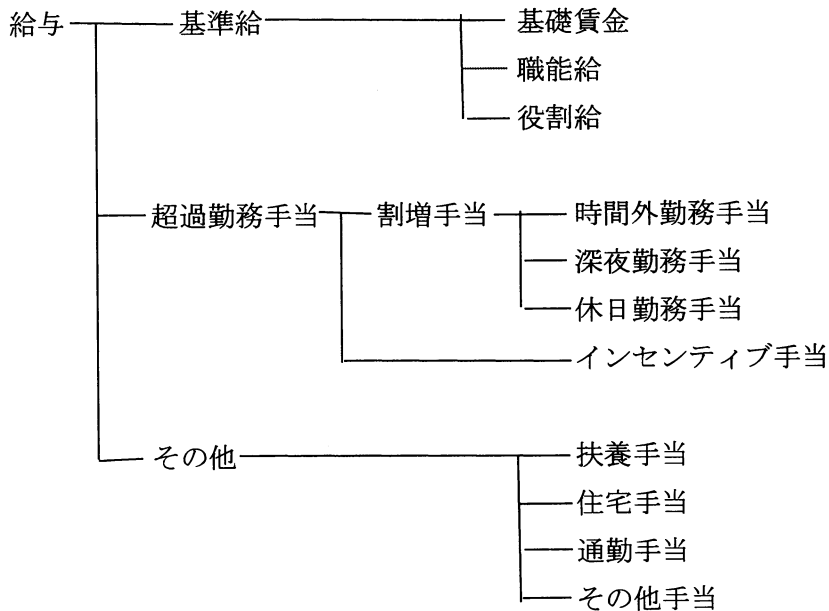 給与 基準給 基礎賃金
職能給
役割給
超過勤務手当 割増手当 時間外勤務手当
深夜勤務手当
休日勤務手当
インセンティブ手当
その他 扶養手当
住宅手当
通勤手当
その他手当